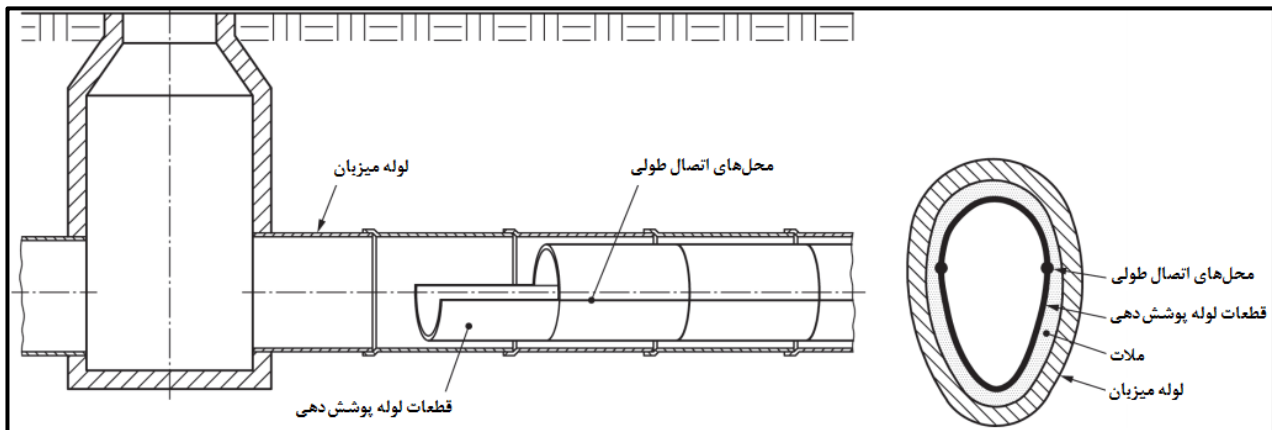 لوله میزبان
محل‌های اتصال طولی
قطعات لوله پوشش دهی
محل‌های اتصال طولی
قطعات لوله پوشش دهی
ملات
لوله میزبان